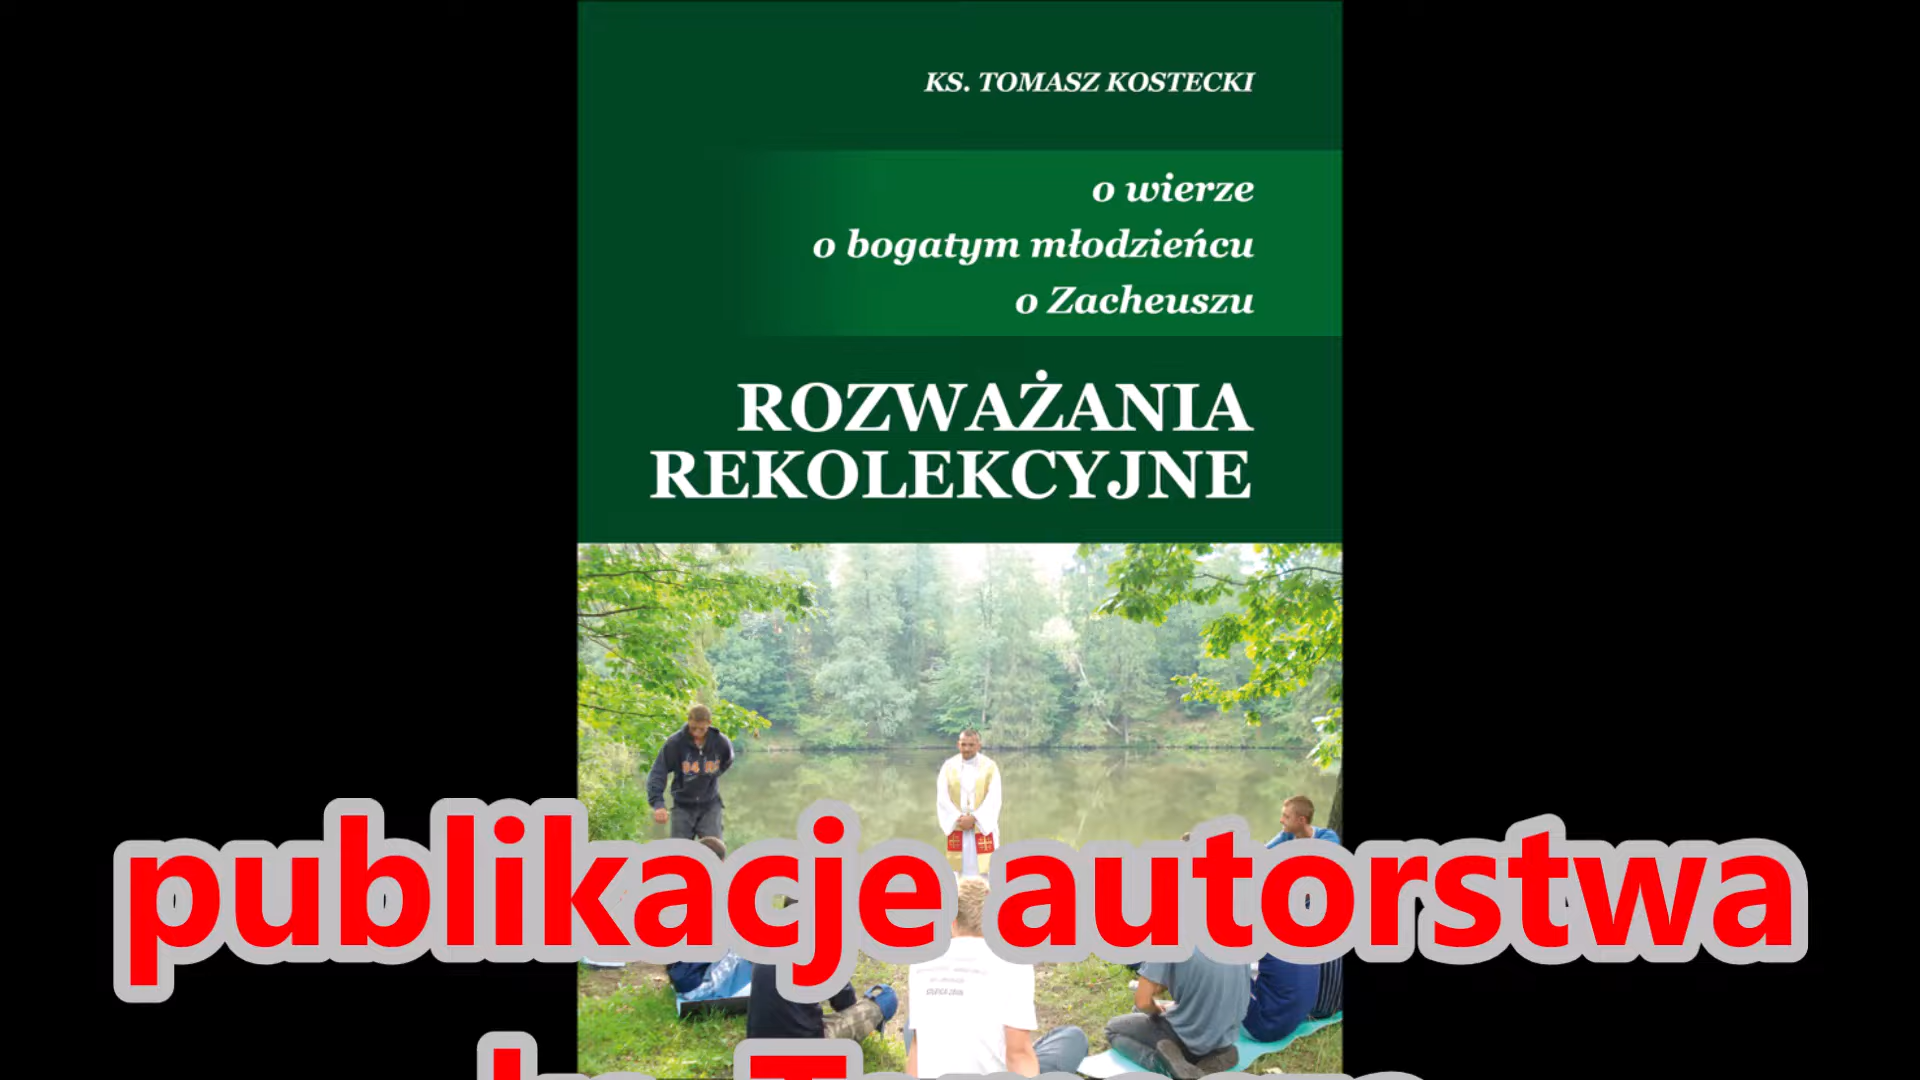 KS. TOMASZ KOSTECKI
o wierze
o bogatym młodzieńcu
o Zacheuszu
ROZWAŻANIA
REKOLEKCYJNE
publikacje autorstwa